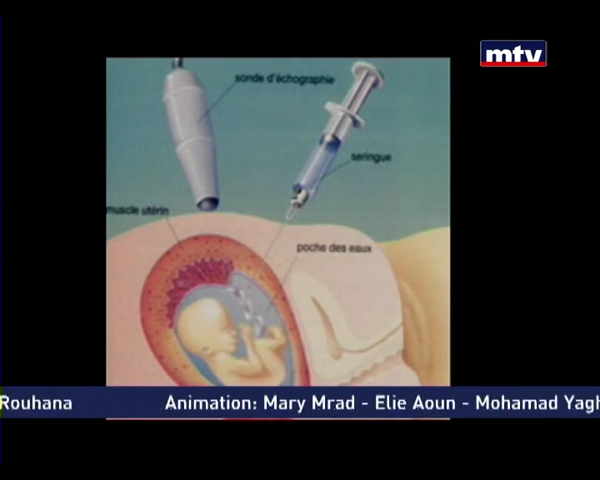 mtv
sonde d'échographie
seringue
muscle utérin
poche des eaux
Rouhana Animation: Mary Mrad - Elie Aoun - Mohamad Yagh